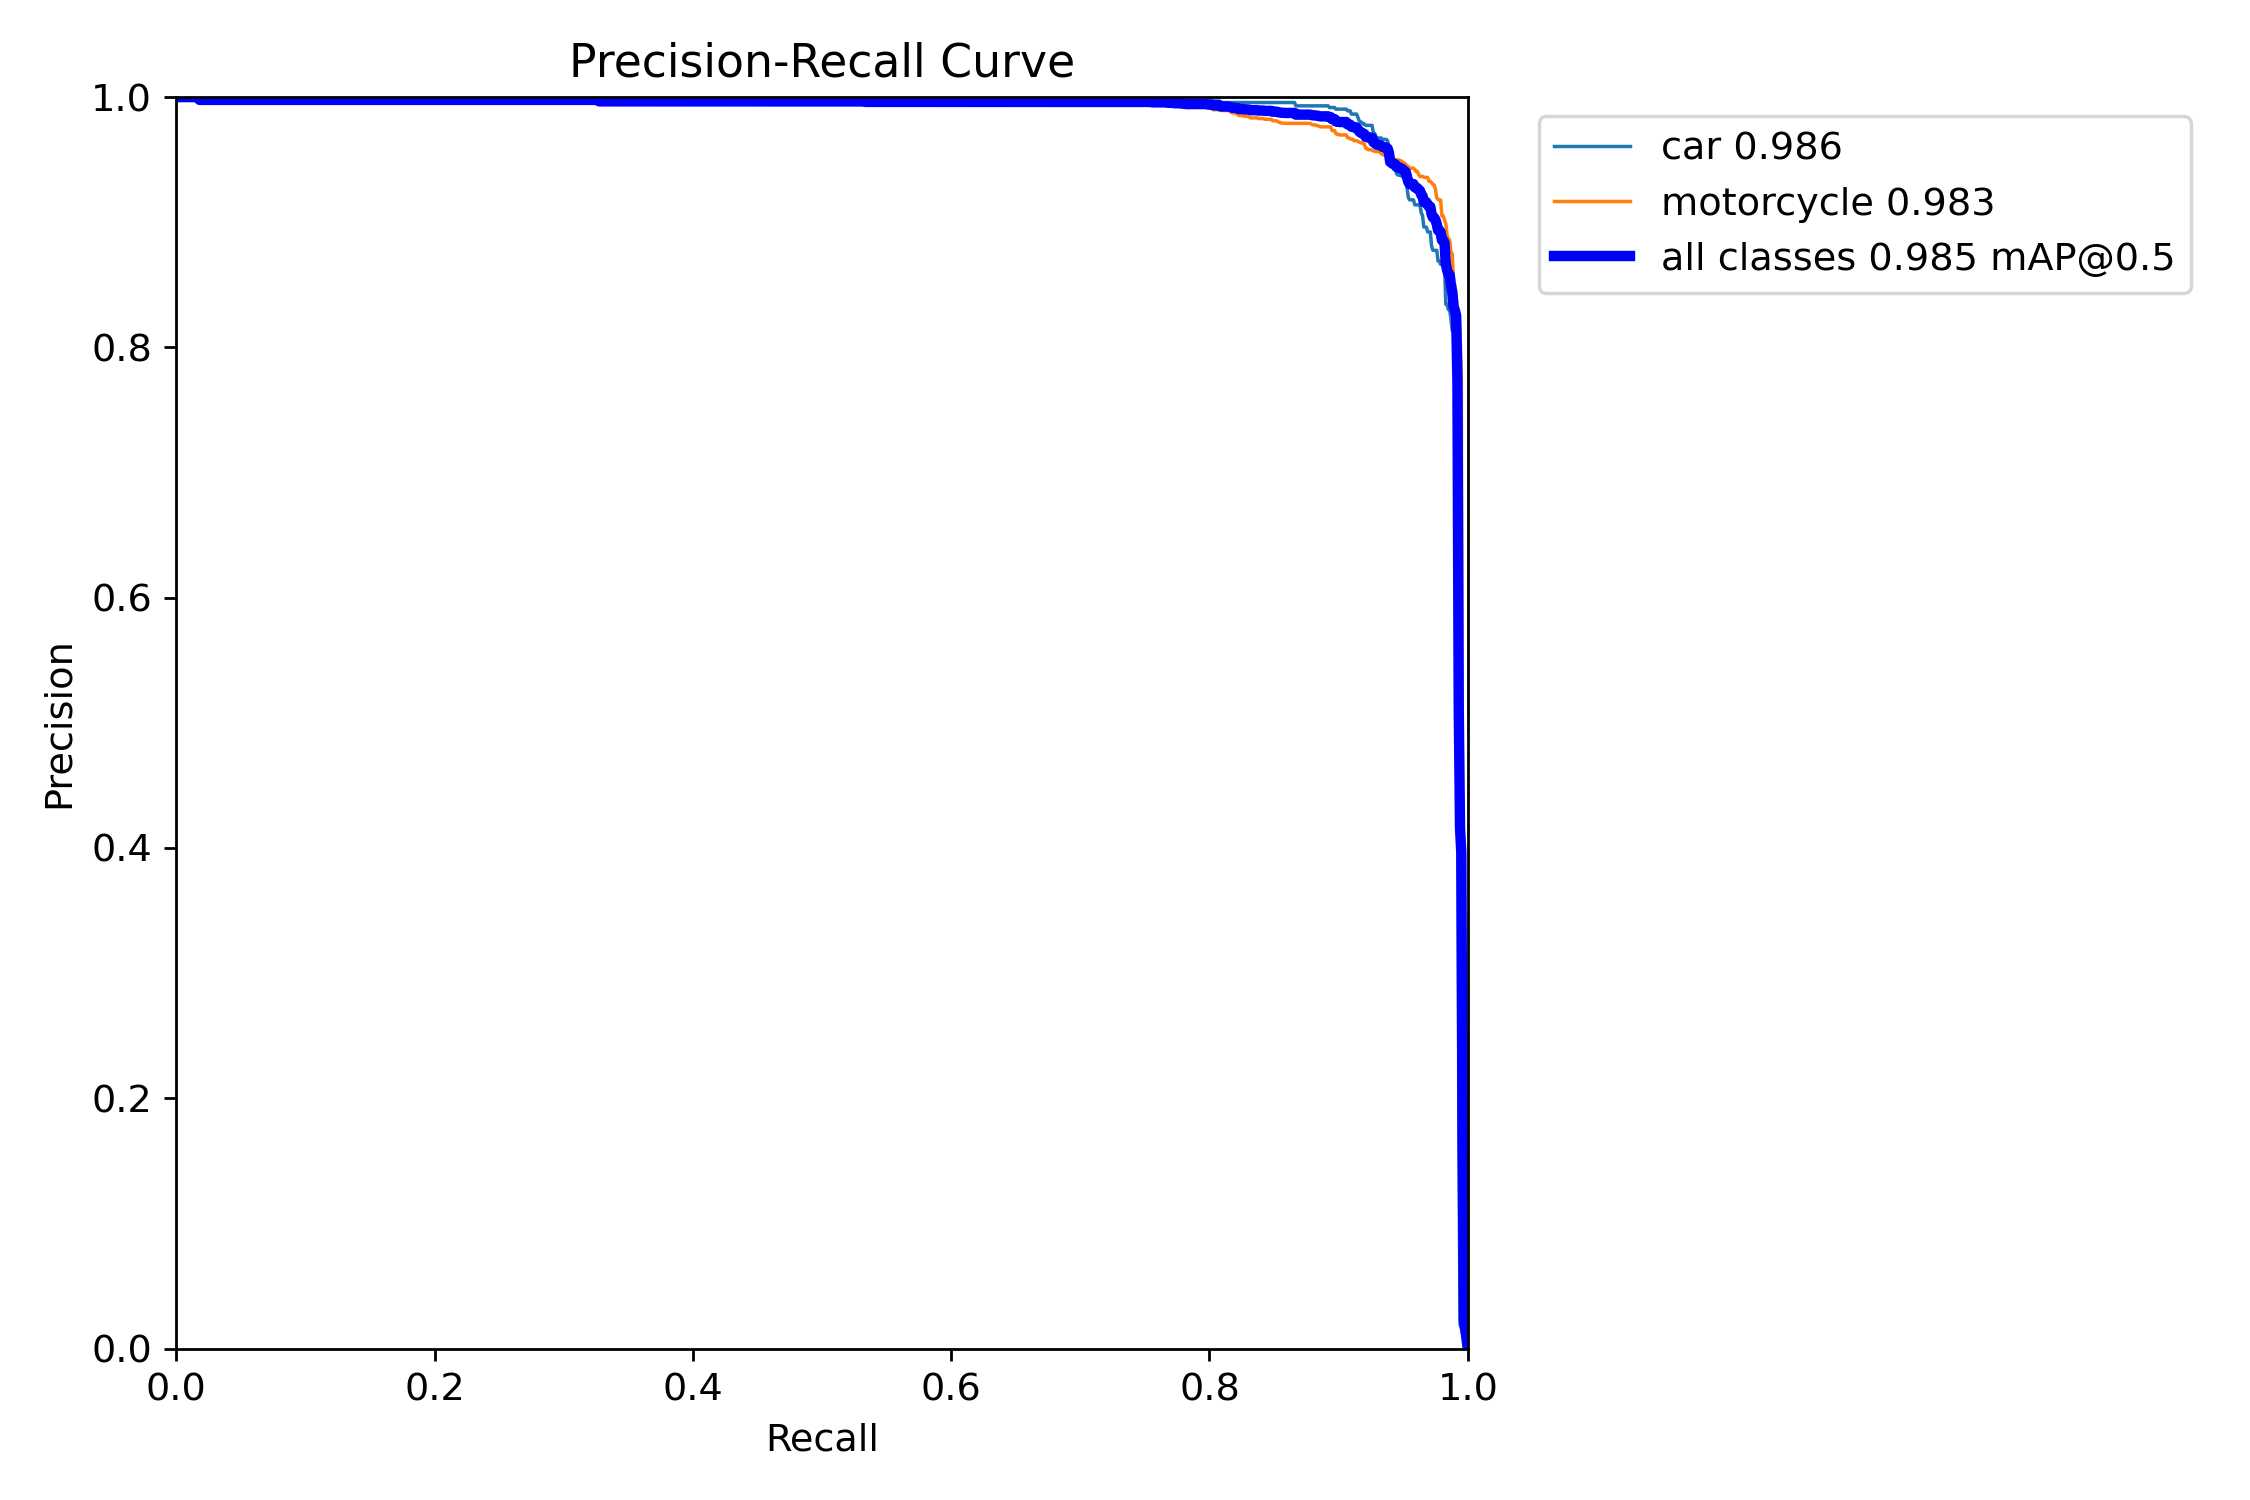 Precision-Recall Curve
1.0
0.8
0.6
0.4
0.2
0.0
Precision
0.0 0.2 0.4 0.6 0.8 1.0
Recall
car 0.986
motorcycle 0.983
all classes 0.985 mAP@0.5